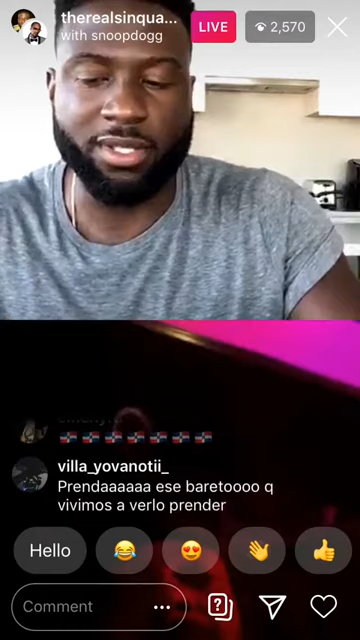 therealsinqua...
with snoopdogg
LIVE
2,570
villa_yovanotii_
Prendaaaaaa ese baretoooo q
vivimos a verlo prender
Hello
Comment